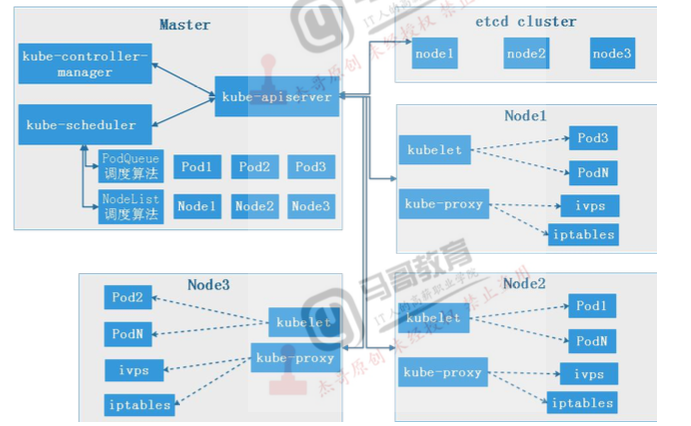 Master
kube-controller-
manager
kube-scheduler
kube-apiserver
PodQueue
调度算法
Pod1
Pod2
Pod3
NodeList
调度算法
Node1
Node2
Node3
etcd cluster
node1
node2
node3
Node1
kubelet
Pod3
PodN
kube-proxy
ivps
iptables
Node3
Pod2
PodN
ivps
iptables
kubelet
kube-proxy
Node2
kubelet
Pod1
PodN
kube-proxy
ivps
iptables
马哥教育
IT人的高薪职业学院
杰哥原创 未经授权 禁止商用